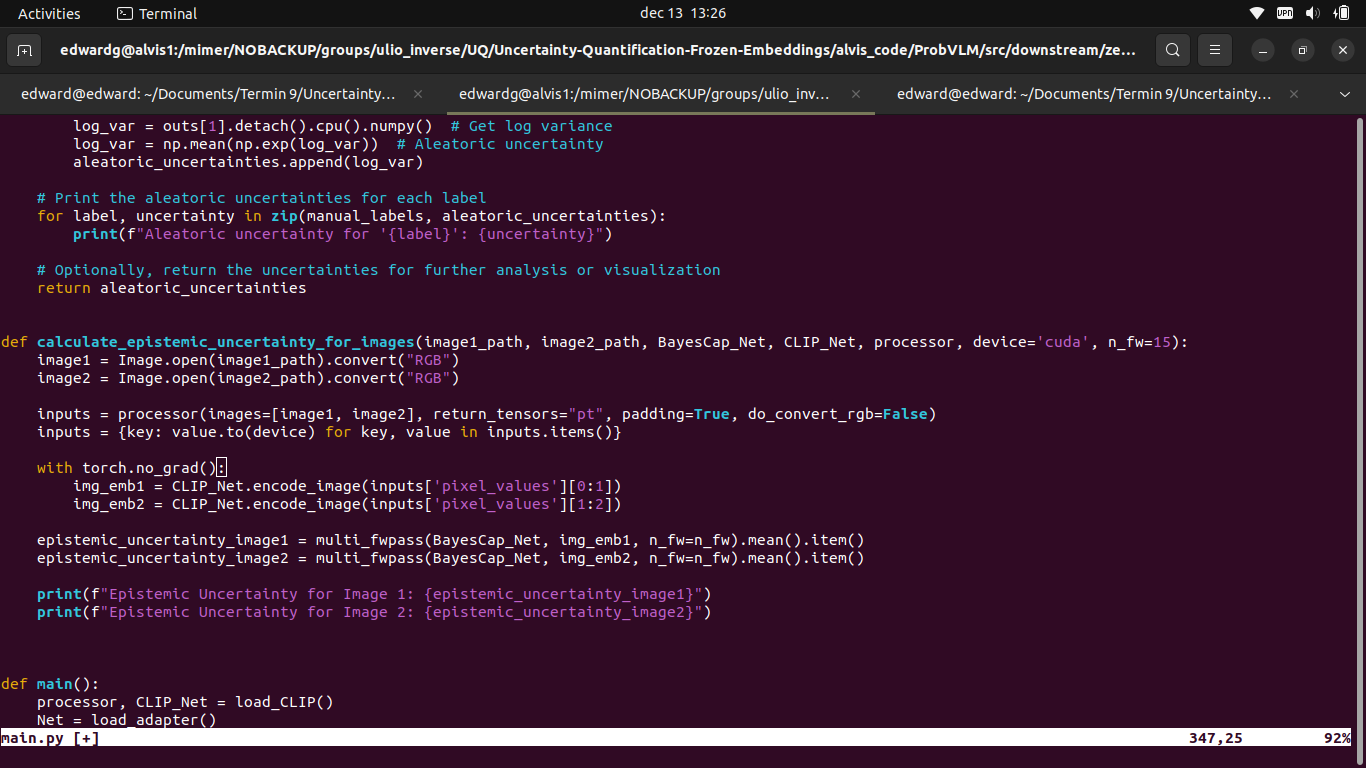 Activities Terminal dec 13 13:26 VPN
edwardg@alvis1:/mimer/NOBACKUP/groups/ulio_inverse/UQ/Uncertainty-Quantification-Frozen-Embeddings/alvis_code/ProbVLM/src/downstream/ze...
edward@edward: ~/Documents/Termin 9/Uncertainty... × edwardg@alvis1:/mimer/NOBACKUP/groups/ulio_inv... × edward@edward: ~/Documents/Termin 9/Uncertainty... ×
        log_var = outs[1].detach().cpu().numpy()  # Get log variance
        log_var = np.mean(np.exp(log_var))  # Aleatoric uncertainty
        aleatoric_uncertainties.append(log_var)
    # Print the aleatoric uncertainties for each label
    for label, uncertainty in zip(manual_labels, aleatoric_uncertainties):
        print(f"Aleatoric uncertainty for '{label}': {uncertainty}")
    # Optionally, return the uncertainties for further analysis or visualization
    return aleatoric_uncertainties
def calculate_epistemic_uncertainty_for_images(image1_path, image2_path, BayesCap_Net, CLIP_Net, processor, device='cuda', n_fw=15):
    image1 = Image.open(image1_path).convert("RGB")
    image2 = Image.open(image2_path).convert("RGB")
    inputs = processor(images=[image1, image2], return_tensors="pt", padding=True, do_convert_rgb=False)
    inputs = {key: value.to(device) for key, value in inputs.items()}
    with torch.no_grad():
        img_emb1 = CLIP_Net.encode_image(inputs['pixel_values'][0:1])
        img_emb2 = CLIP_Net.encode_image(inputs['pixel_values'][1:2])
    epistemic_uncertainty_image1 = multi_fwpass(BayesCap_Net, img_emb1, n_fw=n_fw).mean().item()
    epistemic_uncertainty_image2 = multi_fwpass(BayesCap_Net, img_emb2, n_fw=n_fw).mean().item()
    print(f"Epistemic Uncertainty for Image 1: {epistemic_uncertainty_image1}")
    print(f"Epistemic Uncertainty for Image 2: {epistemic_uncertainty_image2}")
def main():
    processor, CLIP_Net = load_CLIP()
    Net = load_adapter()
main.py [+] 347,25 92%